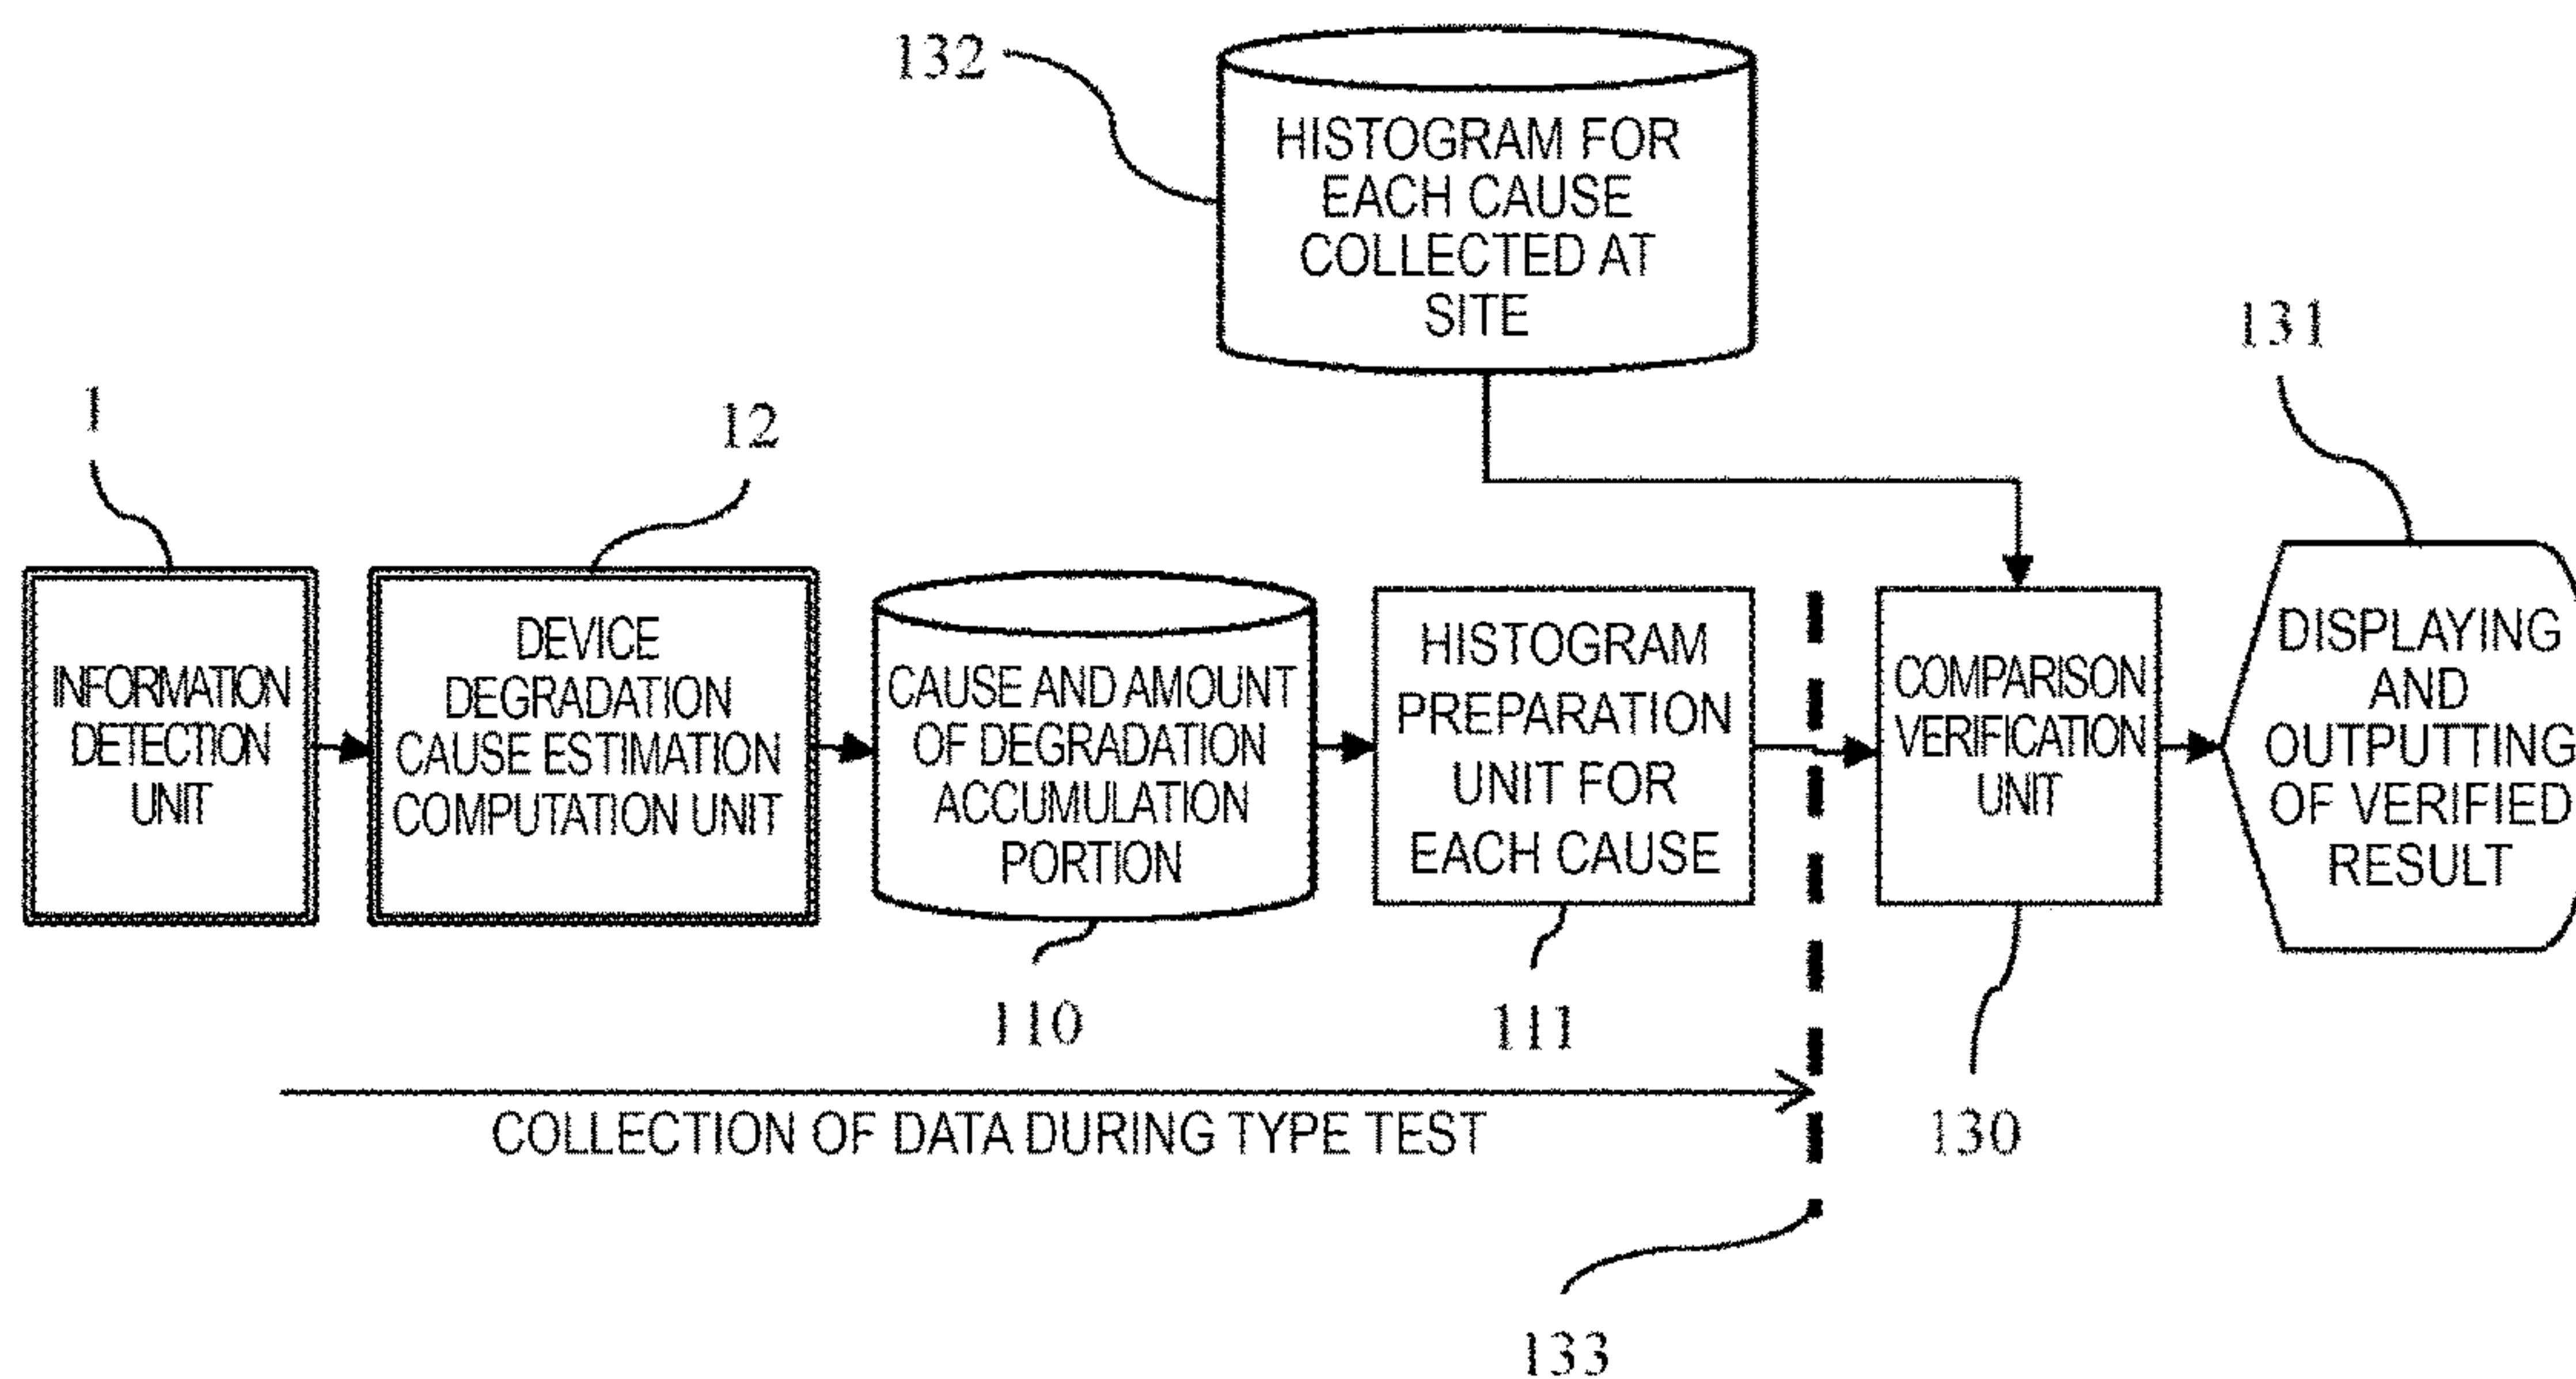 132
HISTOGRAM FOR
EACH CAUSE
COLLECTED AT
SITE
131
1
12
INFORMATION
DETECTION
UNIT
DEVICE
DEGRADATION
CAUSE ESTIMATION
COMPUTATION UNIT
CAUSE AND AMOUNT
OF DEGRADATION
ACCUMULATION
PORTION
HISTOGRAM
PREPARATION
UNIT FOR
EACH CAUSE
COMPARISON
VERIFICATION
UNIT
DISPLAYING
AND
OUTPUTTING
OF VERIFIED
RESULT
110
111
130
COLLECTION OF DATA DURING TYPE TEST
133